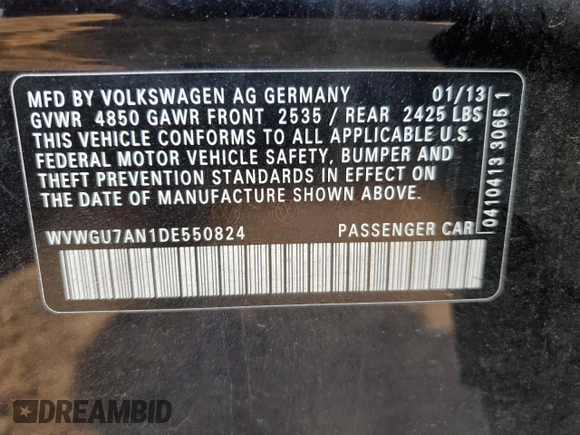 MFD BY VOLKSWAGEN AG GERMANY 01/13
GVWR 4850 GAWR FRONT 2535 / REAR 2425 LBS
THIS VEHICLE CONFORMS TO ALL APPLICABLE U.S.
FEDERAL MOTOR VEHICLE SAFETY, BUMPER AND
THEFT PREVENTION STANDARDS IN EFFECT ON
THE DATE OF MANUFACTURE SHOWN ABOVE.
WVWGU7AN1DE550824 PASSENGER CAR
0410413 3065 1
DREAMBID